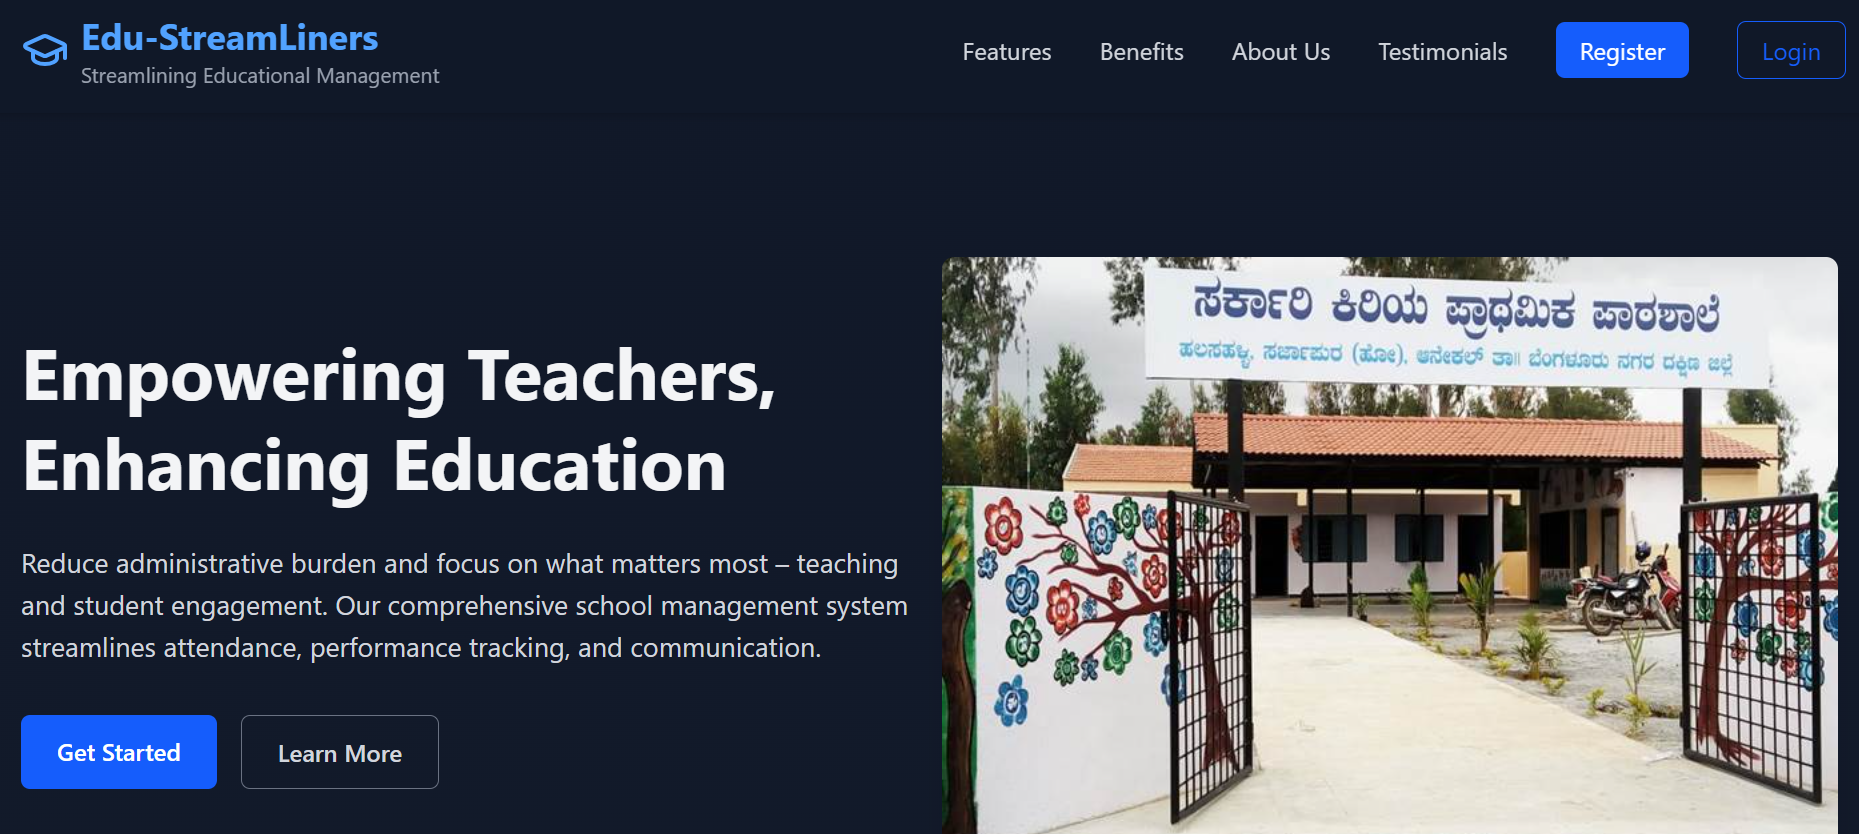 Edu-StreamLiners
Streamlining Educational Management
Features
Benefits
About Us
Testimonials
Register
Login
ಸರ್ಕಾರಿ ಕಿರಿಯ ಪ್ರಾಥಮಿಕ ಪಾಠಶಾಲೆ
ಹಲಸಹಳ್ಳಿ, ಸರ್ಜಾಪುರ (ಹೋ), ಆನೇಕಲ್ ತಾ॥ ಬೆಂಗಳೂರು ನಗರ ದಕ್ಷಿಣ ಜಿಲ್ಲೆ
Empowering Teachers,
Enhancing Education
Reduce administrative burden and focus on what matters most – teaching
and student engagement. Our comprehensive school management system
streamlines attendance, performance tracking, and communication.
Get Started
Learn More